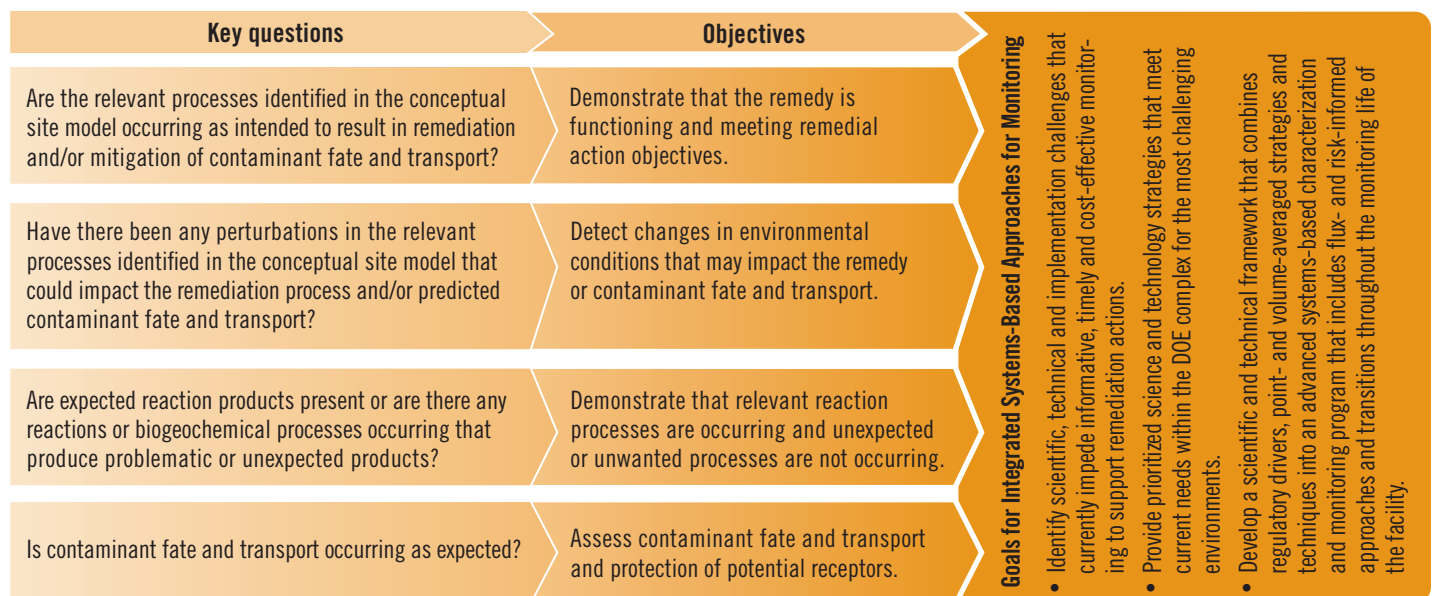 Key questions
Objectives
Are the relevant processes identified in the conceptual
site model occurring as intended to result in remediation
and/or mitigation of contaminant fate and transport?
Demonstrate that the remedy is
functioning and meeting remedial
action objectives.
Have there been any perturbations in the relevant
processes identified in the conceptual site model that
could impact the remediation process and/or predicted
contaminant fate and transport?
Detect changes in environmental
conditions that may impact the remedy
or contaminant fate and transport.
Are expected reaction products present or are there any
reactions or biogeochemical processes occurring that
produce problematic or unexpected products?
Demonstrate that relevant reaction
processes are occurring and unexpected
or unwanted processes are not occurring.
Is contaminant fate and transport occurring as expected?
Assess contaminant fate and transport
and protection of potential receptors.
Goals for Integrated Systems-Based Approaches for Monitoring
• Identify scientific, technical and implementation challenges that
currently impede informative, timely and cost-effective monitor-
ing to support remediation actions.
• Provide prioritized science and technology strategies that meet
current needs within the DOE complex for the most challenging
environments.
• Develop a scientific and technical framework that combines
regulatory drivers, point- and volume-averaged strategies and
techniques into an advanced systems-based characterization
and monitoring program that includes flux- and risk-informed
approaches and transitions throughout the monitoring life of
the facility.